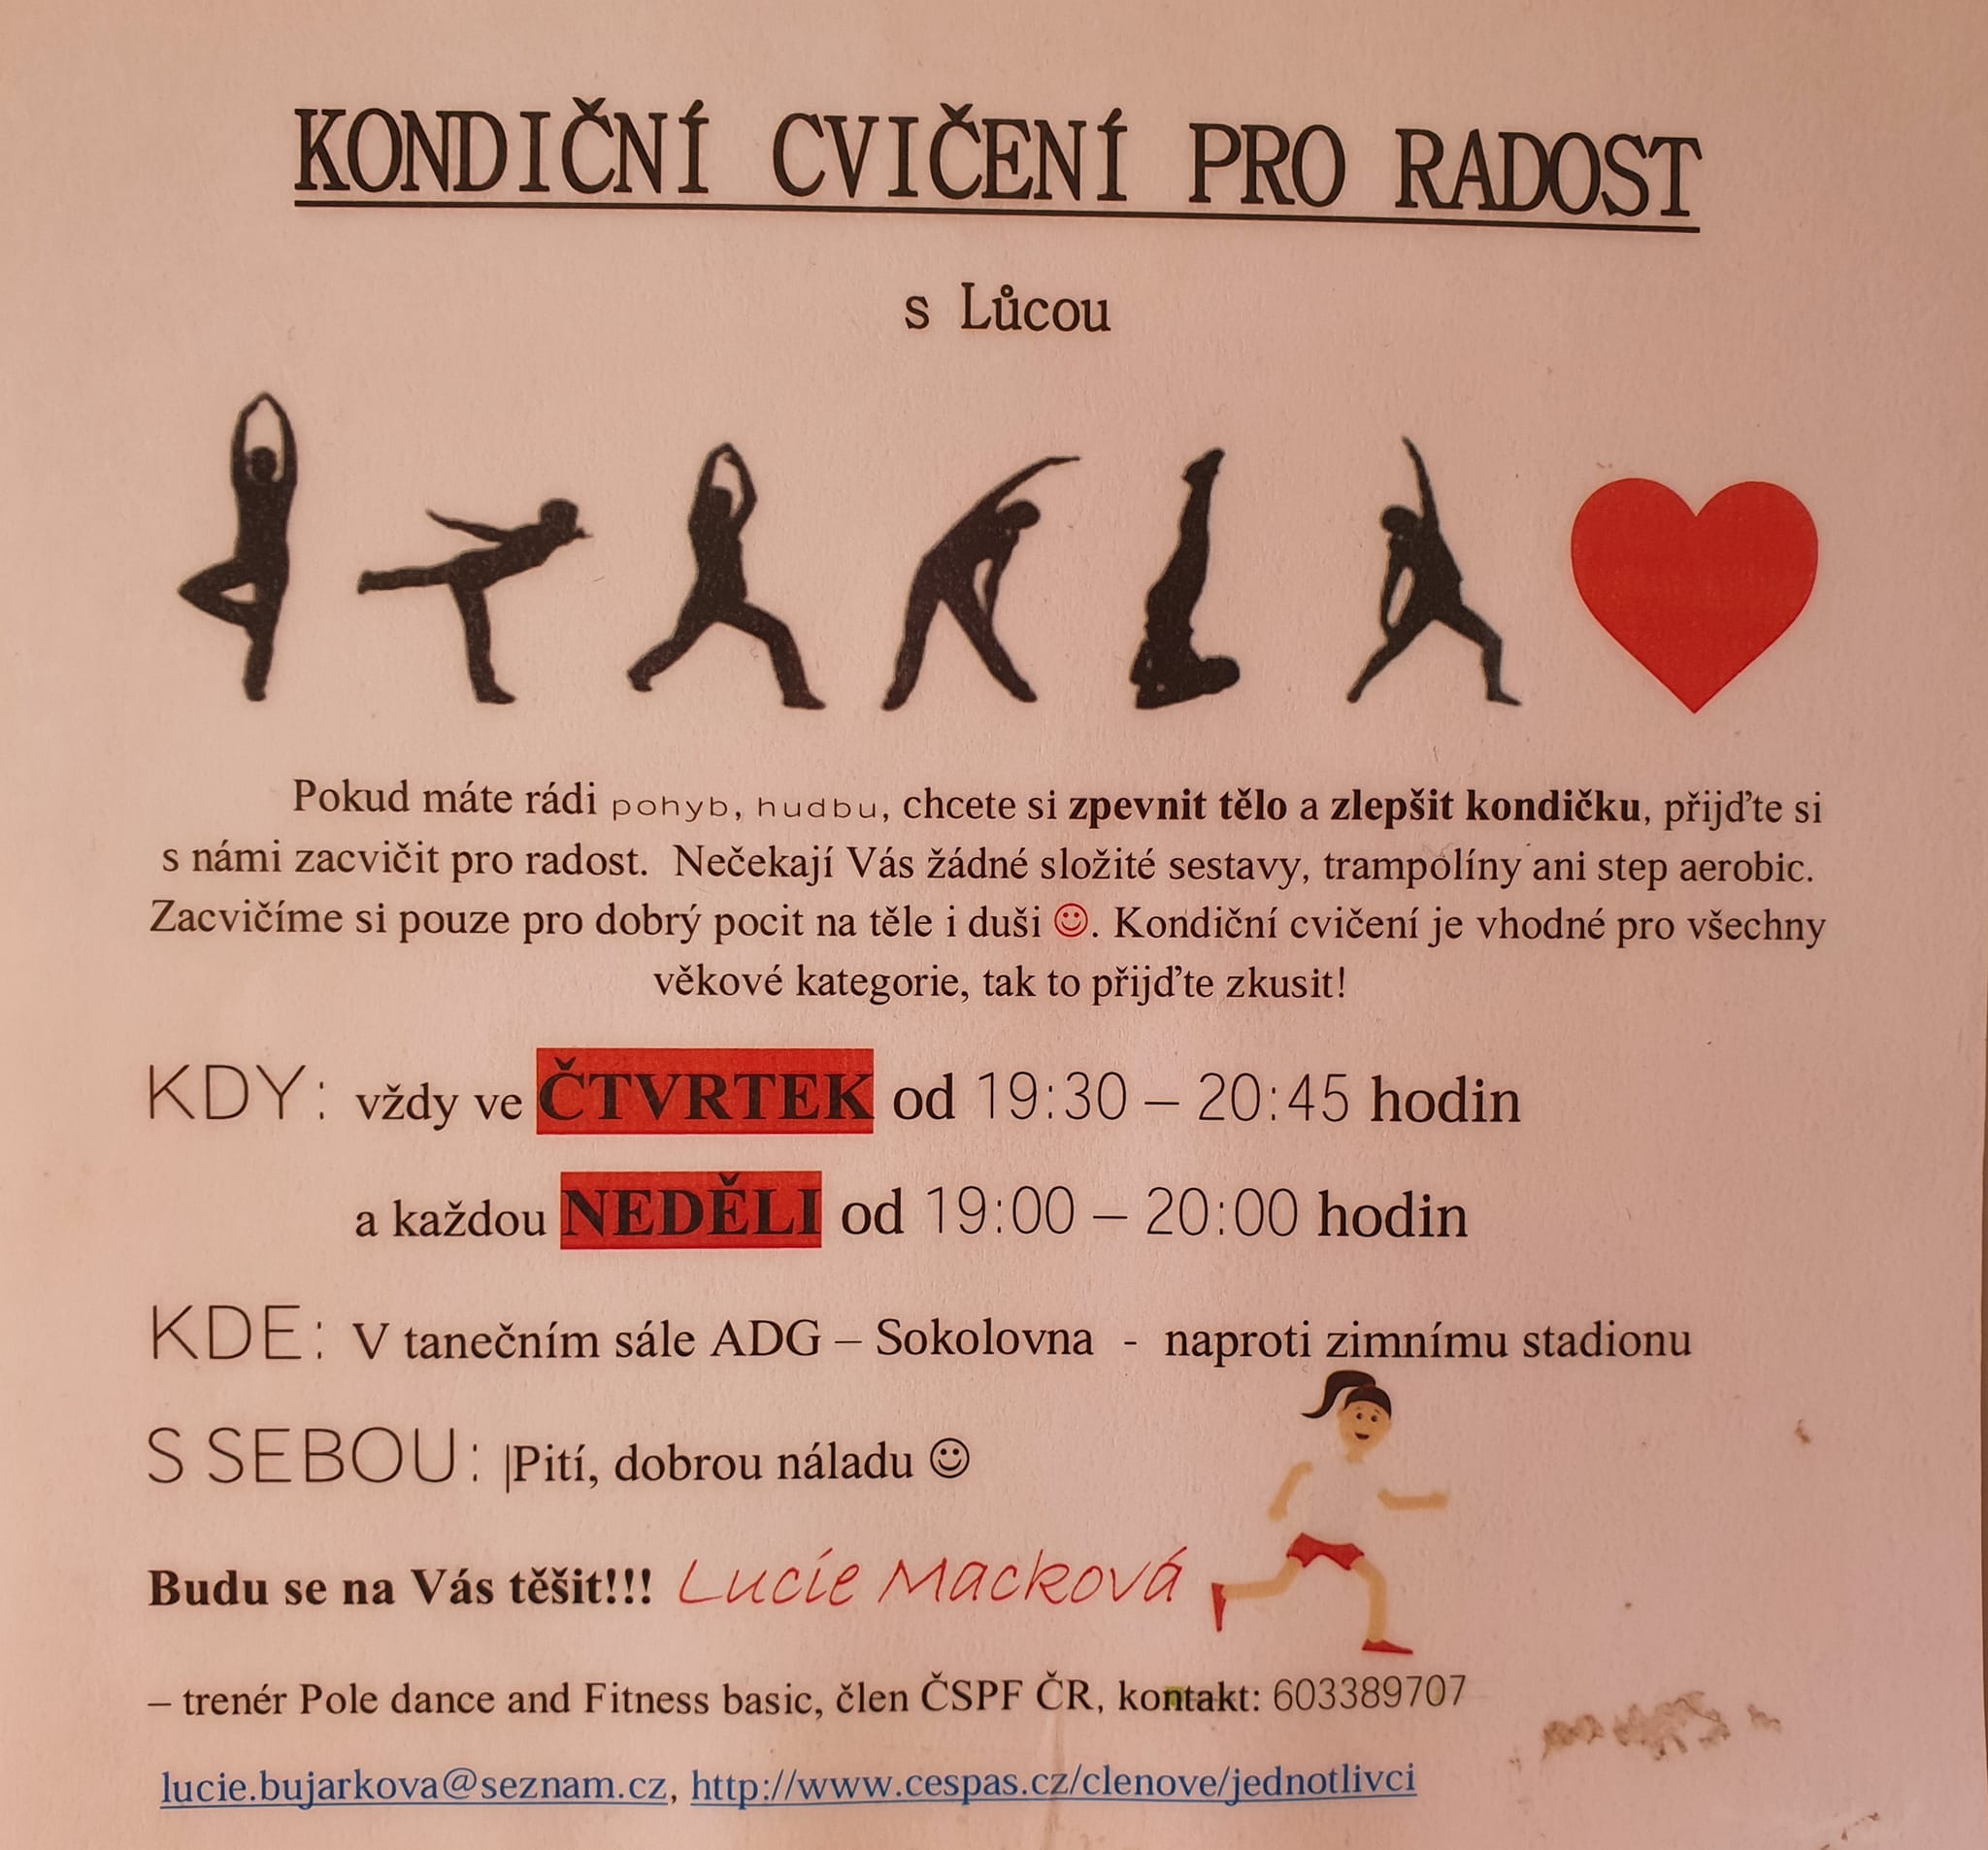 KONDIČNÍ CVIČENÍ PRO RADOST
s Lůcou
Pokud máte rádi pohyb, hudbu, chcete si zpevnit tělo a zlepšit kondičku, přijďte si
s námi zacvičit pro radost. Nečekají Vás žádné složité sestavy, trampolíny ani step aerobic.
Zacvičíme si pouze pro dobrý pocit na těle i duši ☺. Kondiční cvičení je vhodné pro všechny
věkové kategorie, tak to přijďte zkusit!
KDY: vždy ve ČTVRTEK od 19:30 – 20:45 hodin
a každou NEDĚLI od 19:00 – 20:00 hodin
KDE: V tanečním sále ADG – Sokolovna - naproti zimnímu stadionu
S SEBOU: |Pití, dobrou náladu ☺
Budu se na Vás těšit!!! Lucie Macková
– trenér Pole dance and Fitness basic, člen ČSPF ČR, kontakt: 603389707
lucie.bujarkova@seznam.cz, http://www.cespas.cz/clenove/jednotlivci